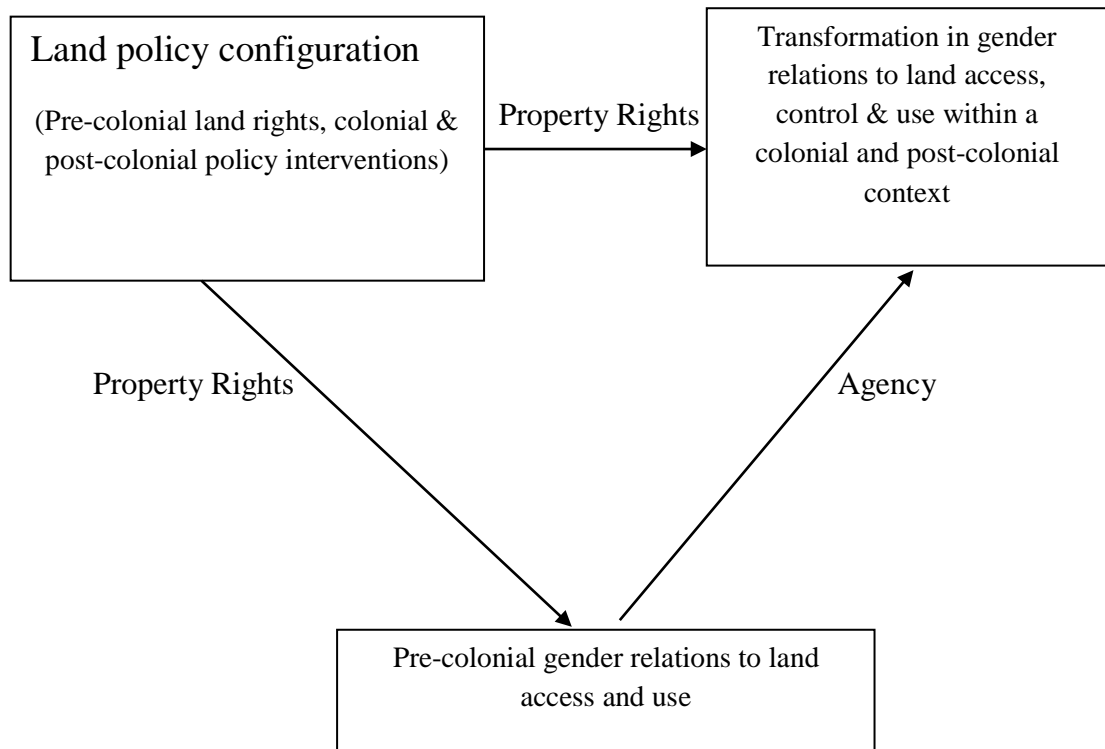 Land policy configuration
(Pre-colonial land rights, colonial &
post-colonial policy interventions)
Property Rights
Transformation in gender
relations to land access,
control & use within a
colonial and post-colonial
context
Property Rights
Agency
Pre-colonial gender relations to land
access and use